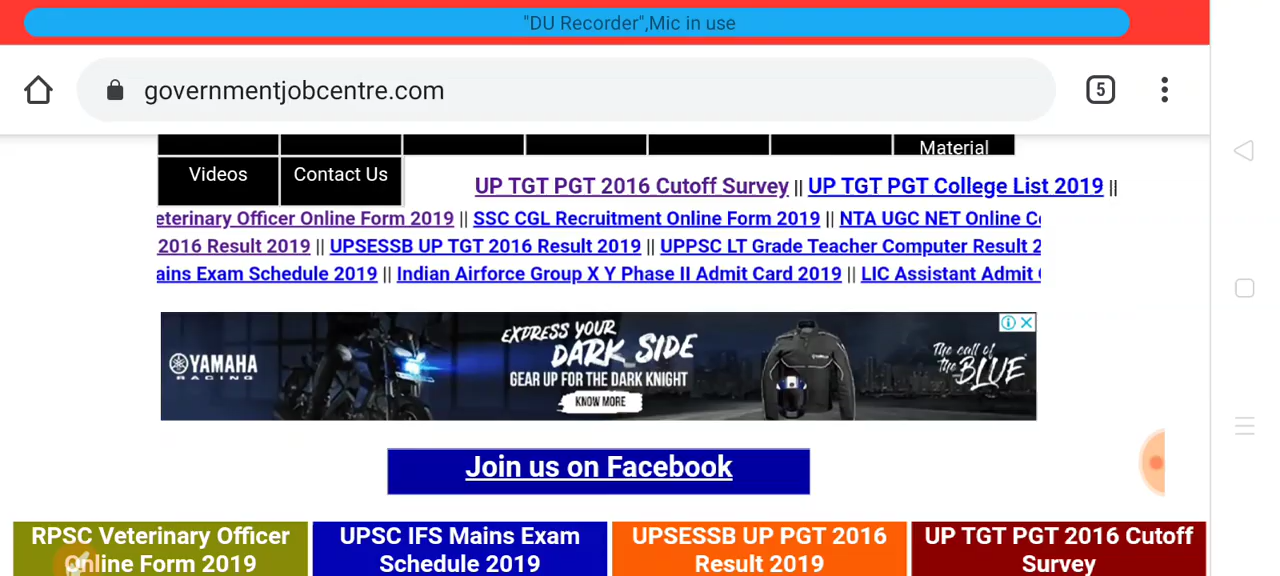 "DU Recorder",Mic in use
governmentjobcentre.com
5
Material
Videos
Contact Us
UP TGT PGT 2016 Cutoff Survey || UP TGT PGT College List 2019 ||
eterinary Officer Online Form 2019 || SSC CGL Recruitment Online Form 2019 || NTA UGC NET Online Co
2016 Result 2019 || UPSESSB UP TGT 2016 Result 2019 || UPPSC LT Grade Teacher Computer Result 2
ains Exam Schedule 2019 || Indian Airforce Group X Y Phase II Admit Card 2019 || LIC Assistant Admit
YAMAHA
RACING
EXPRESS YOUR
DARK SIDE
GEAR UP FOR THE DARK KNIGHT
KNOW MORE
The call of
the BLUE
Join us on Facebook
RPSC Veterinary Officer
Online Form 2019
UPSC IFS Mains Exam
Schedule 2019
UPSESSB UP PGT 2016
Result 2019
UP TGT PGT 2016 Cutoff
Survey